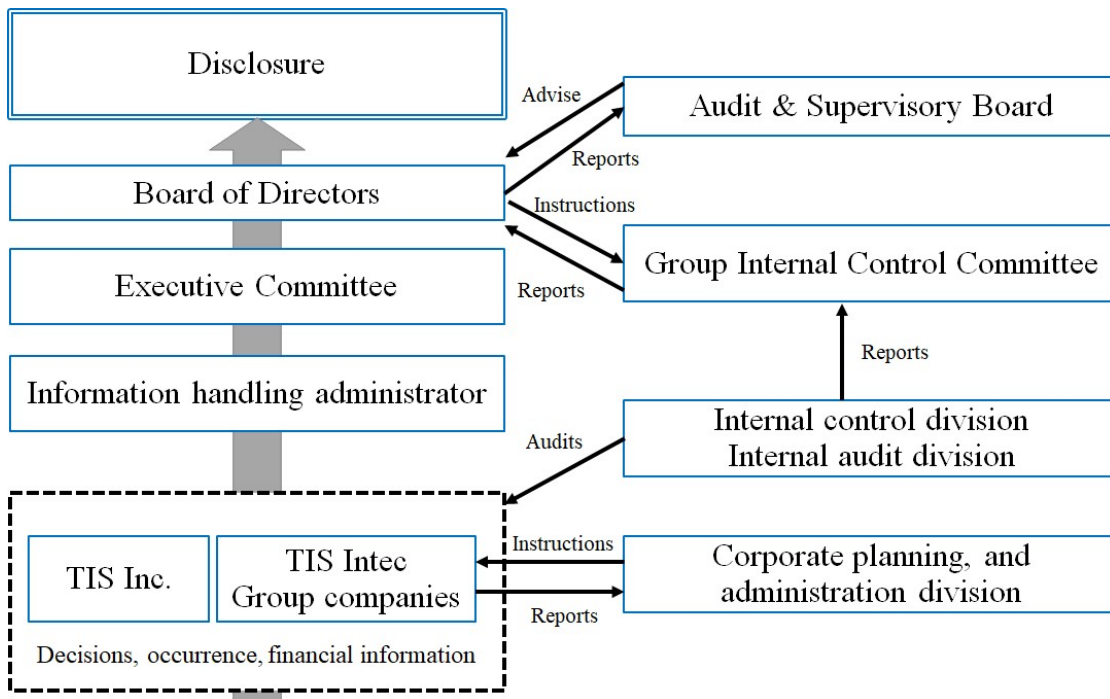 Disclosure
Advise
Audit & Supervisory Board
Reports
Board of Directors
Instructions
Group Internal Control Committee
Executive Committee
Reports
Reports
Information handling administrator
Internal control division
Internal audit division
Audits
TIS Inc.
TIS Intec
Group companies
Instructions
Corporate planning, and
administration division
Reports
Decisions, occurrence, financial information